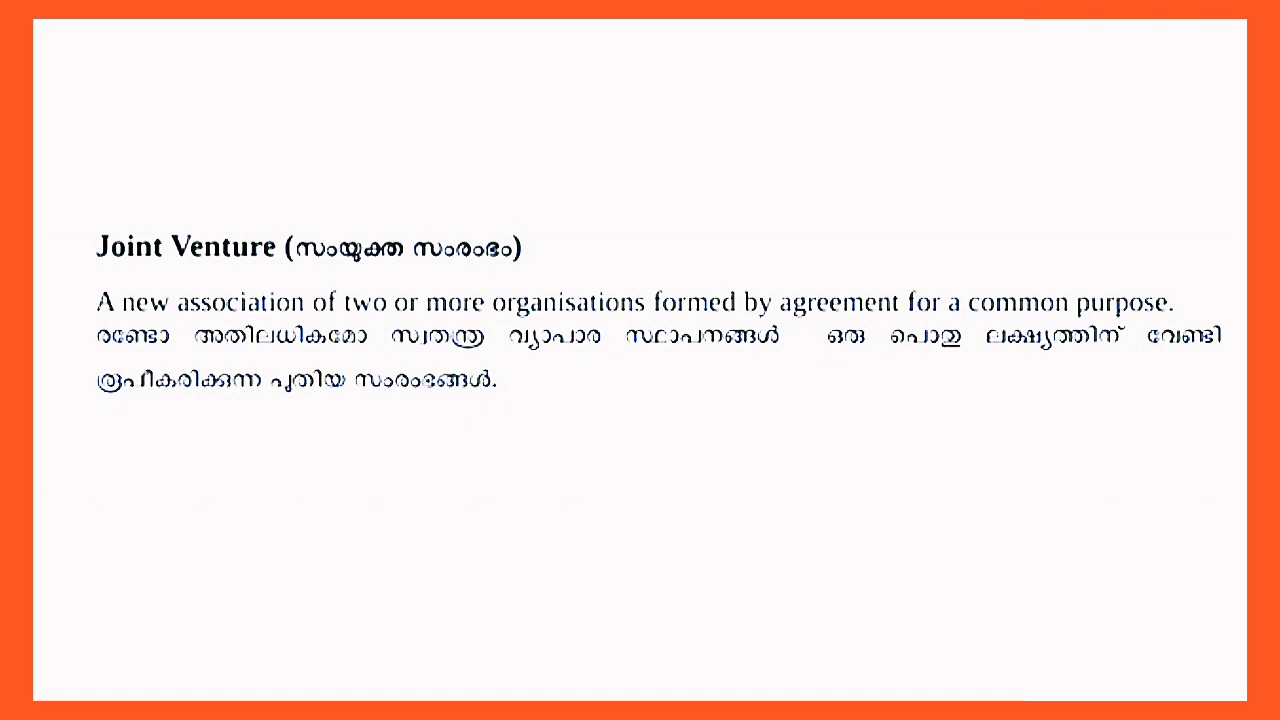 Joint Venture (സംയുക്ത സംരംഭം)
A new association of two or more organisations formed by agreement for a common purpose.
രണ്ടോ അതിലധികമോ സ്വതന്ത്ര വ്യാപാര സ്ഥാപനങ്ങൾ ഒരു പൊതു ലക്ഷ്യത്തിന് വേണ്ടി
രൂപീകരിക്കുന്ന പുതിയ സംരംഭങ്ങൾ.